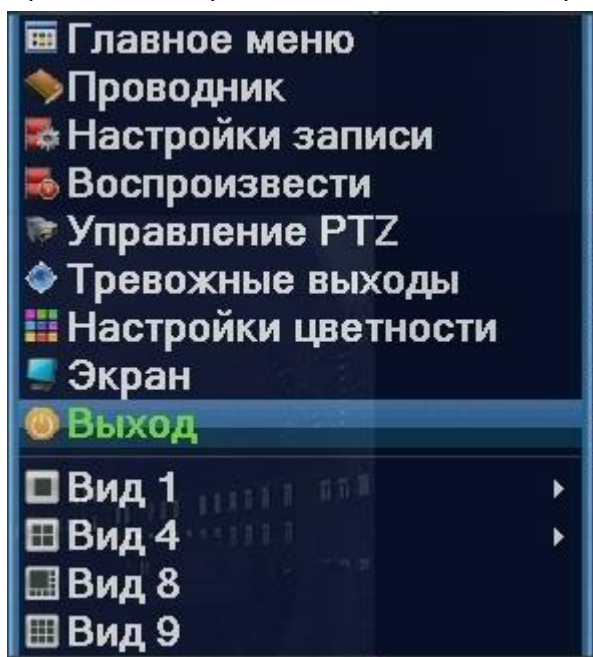 Главное меню
Проводник
Настройки записи
Воспроизвести
Управление PTZ
Тревожные выходы
Настройки цветности
Экран
Выход
Вид 1
Вид 4
Вид 8
Вид 9